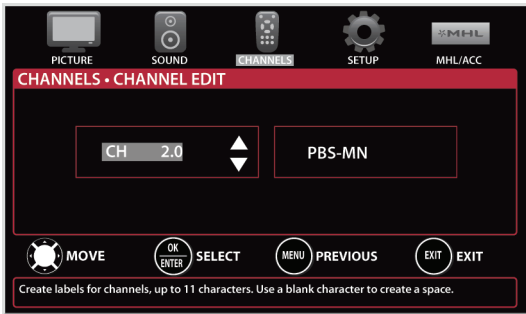 PICTURE SOUND CHANNELS SETUP MHL/ACC
MHL
CHANNELS • CHANNEL EDIT
CH 2.0 PBS-MN
MOVE OK ENTER SELECT MENU PREVIOUS EXIT EXIT
Create labels for channels, up to 11 characters. Use a blank character to create a space.